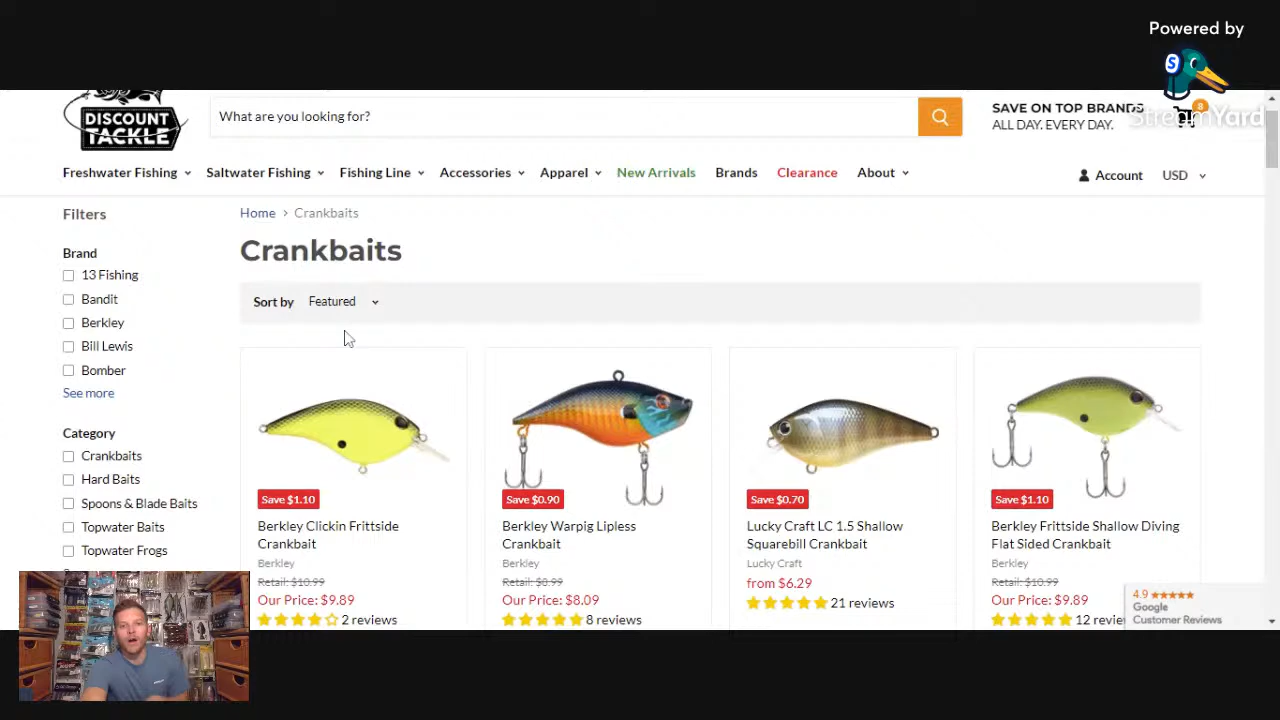 Powered by
S
DISCOUNT
TACKLE
What are you looking for?
SAVE ON TOP BRANDS
ALL DAY. EVERY DAY.
8
StreamYard
Freshwater Fishing
Saltwater Fishing
Fishing Line
Accessories
Apparel
New Arrivals
Brands
Clearance
About
Account
USD
Filters
Home > Crankbaits
Crankbaits
Brand
13 Fishing
Bandit
Berkley
Bill Lewis
Bomber
See more
Sort by Featured
Category
Crankbaits
Hard Baits
Spoons & Blade Baits
Topwater Baits
Topwater Frogs
Save $1.10
Berkley Clickin Frittside
Crankbait
Berkley
Retail: $10.99
Our Price: $9.89
2 reviews
Save $0.90
Berkley Warpig Lipless
Crankbait
Berkley
Retail: $8.99
Our Price: $8.09
8 reviews
Save $0.70
Lucky Craft LC 1.5 Shallow
Squarebill Crankbait
Lucky Craft
from $6.29
21 reviews
Save $1.10
Berkley Frittside Shallow Diving
Flat Sided Crankbait
Berkley
Retail: $10.99
Our Price: $9.89
12 review
4.9
Google
Customer Reviews